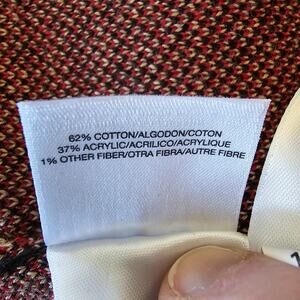 62% COTTON/ALGODON/COTON
37% ACRYLIC/ACRILICO/ACRYLIQUE
1% OTHER FIBER/OTRA FIBRA/AUTRE FIBRE